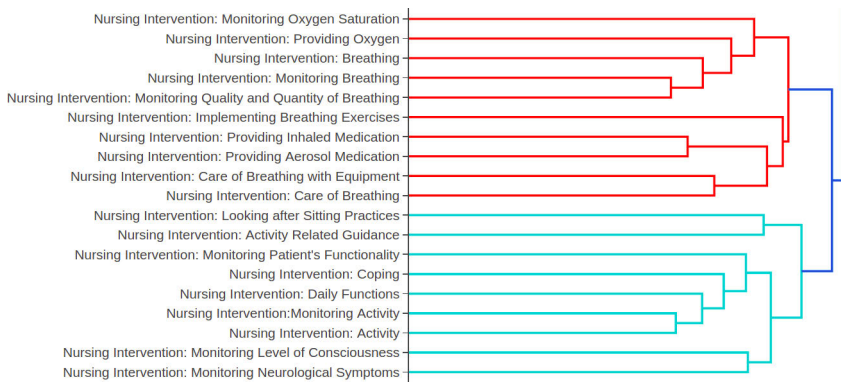 Nursing Intervention: Monitoring Oxygen Saturation
Nursing Intervention: Providing Oxygen
Nursing Intervention: Breathing
Nursing Intervention: Monitoring Breathing
Nursing Intervention: Monitoring Quality and Quantity of Breathing
Nursing Intervention: Implementing Breathing Exercises
Nursing Intervention: Providing Inhaled Medication
Nursing Intervention: Providing Aerosol Medication
Nursing Intervention: Care of Breathing with Equipment
Nursing Intervention: Care of Breathing
Nursing Intervention: Looking after Sitting Practices
Nursing Intervention: Activity Related Guidance
Nursing Intervention: Monitoring Patient's Functionality
Nursing Intervention: Coping
Nursing Intervention: Daily Functions
Nursing Intervention:Monitoring Activity
Nursing Intervention: Activity
Nursing Intervention: Monitoring Level of Consciousness
Nursing Intervention: Monitoring Neurological Symptoms